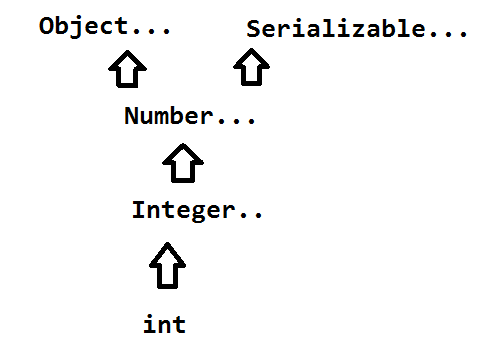 Object...
Serializable...
Number...
Integer..
int